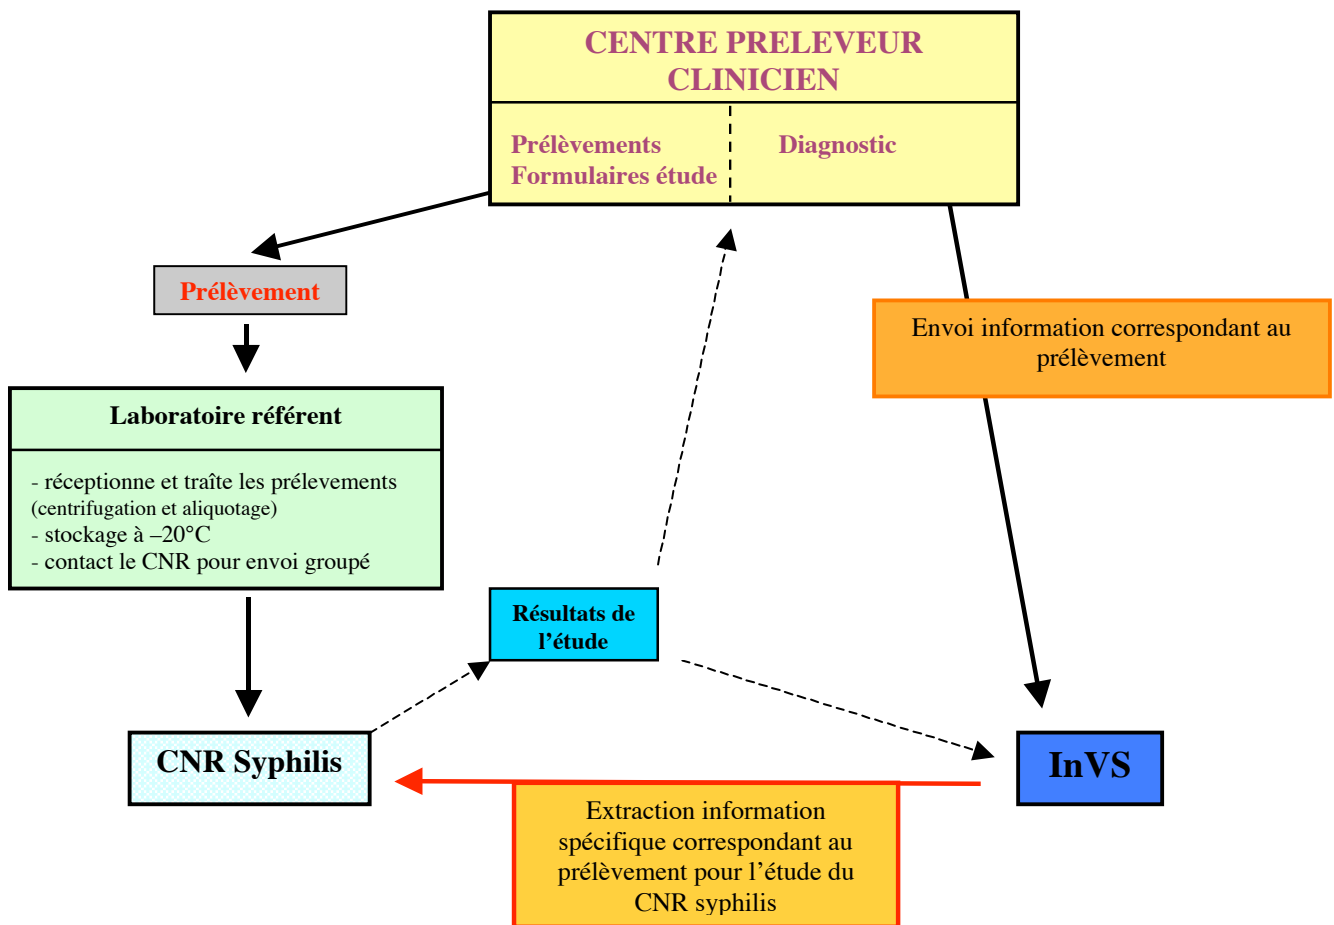 CENTRE PRELEVEUR
CLINICIEN
Prélèvements
Formulaires étude
Diagnostic
Prélèvement
Envoi information correspondant au
prélèvement
Laboratoire référent
- réceptionne et traîte les prélevements
(centrifugation et aliquotage)
- stockage à –20°C
- contact le CNR pour envoi groupé
Résultats de
l’étude
CNR Syphilis
InVS
Extraction information
spécifique correspondant au
prélèvement pour l’étude du
CNR syphilis